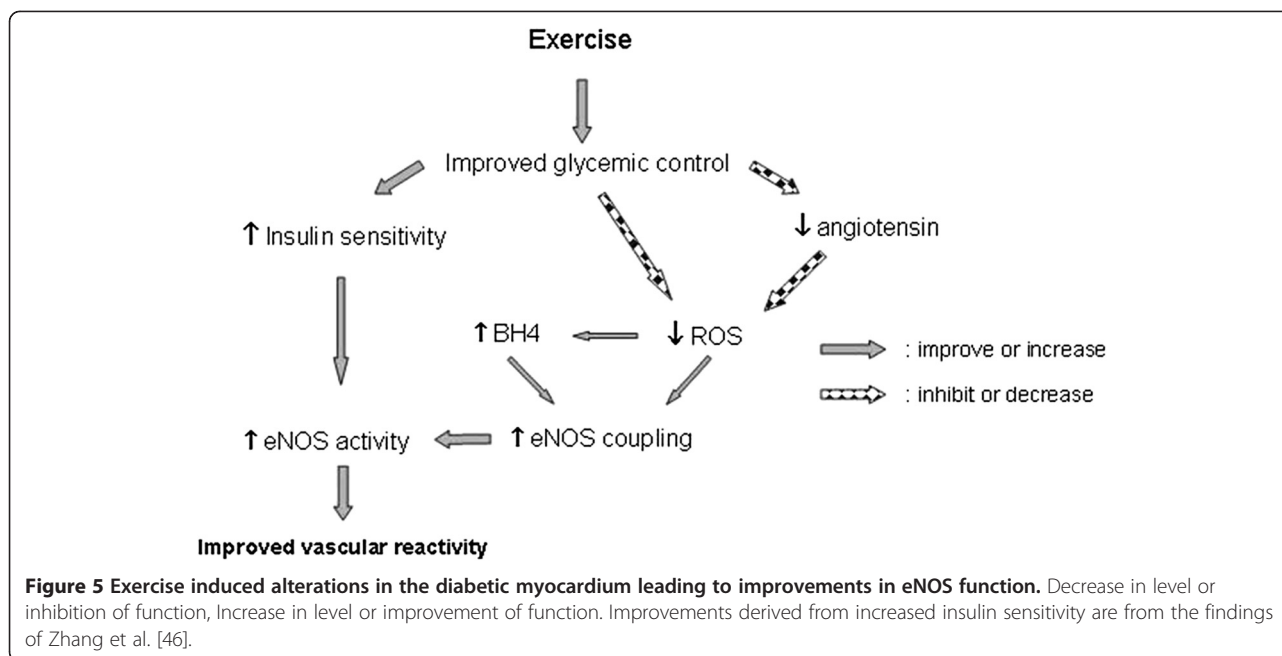 Exercise
Improved glycemic control
↑ Insulin sensitivity
↓ angiotensin
↑ BH4
↓ ROS
: improve or increase
: inhibit or decrease
↑ eNOS activity
↑ eNOS coupling
Improved vascular reactivity
Figure 5 Exercise induced alterations in the diabetic myocardium leading to improvements in eNOS function. Decrease in level or
inhibition of function, Increase in level or improvement of function. Improvements derived from increased insulin sensitivity are from the findings
of Zhang et al. [46].